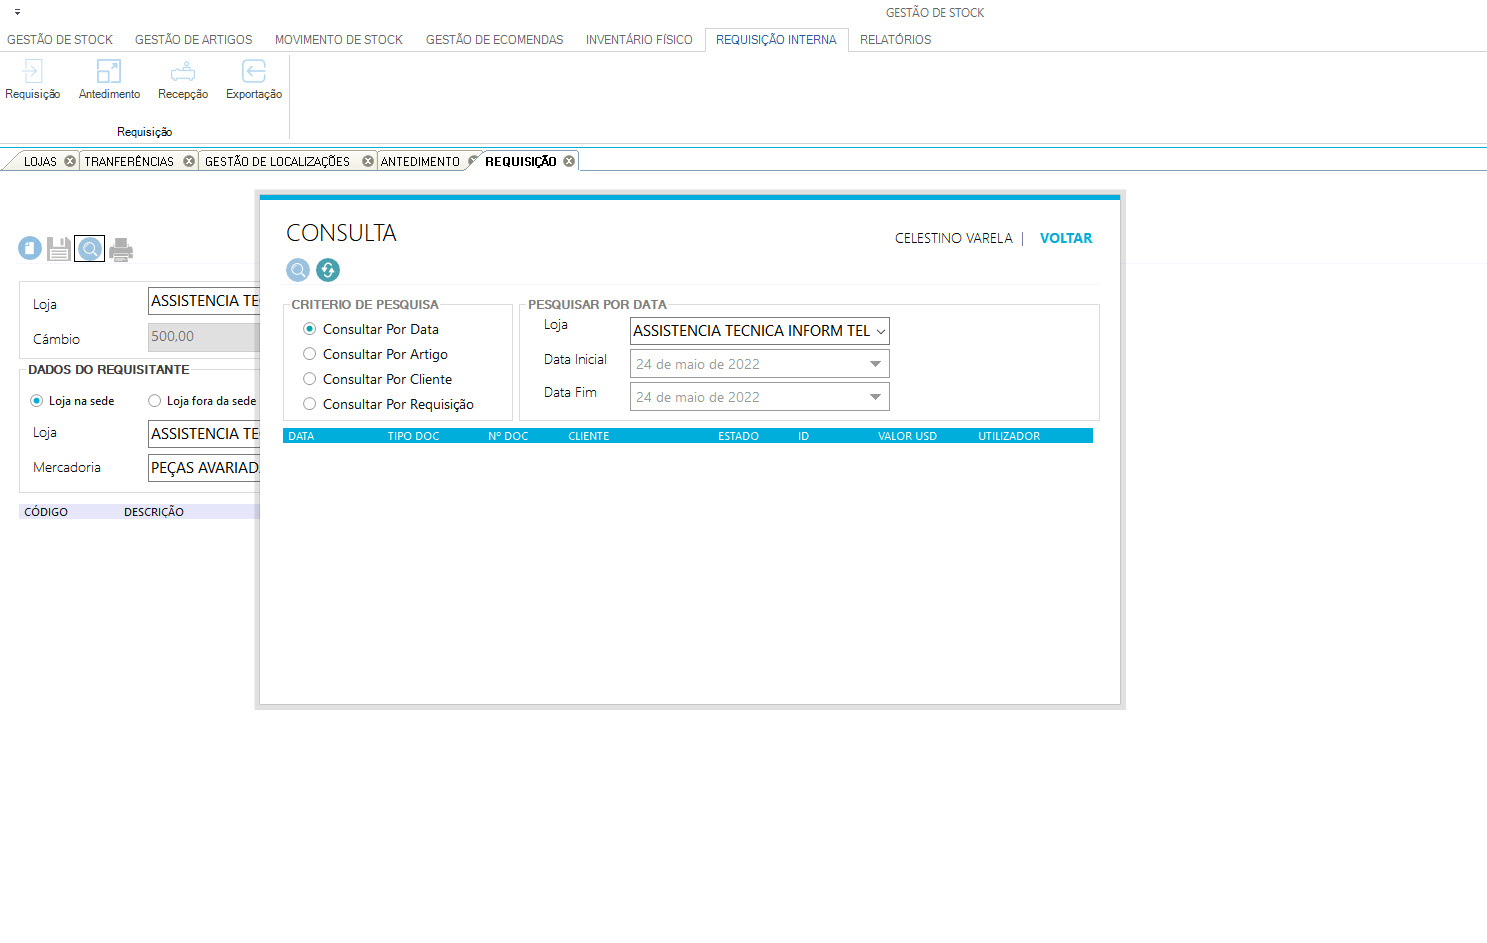 GESTÃO DE STOCK
GESTÃO DE STOCK GESTÃO DE ARTIGOS MOVIMENTO DE STOCK GESTÃO DE ECOMENDAS INVENTÁRIO FÍSICO REQUISIÇÃO INTERNA RELATÓRIOS
Requisição Antedimento Recepção Exportação
Requisição
LOJAS TRANFERÊNCIAS GESTÃO DE LOCALIZAÇÕES ANTEDIMENTO REQUISIÇÃO
CONSULTA
CELESTINO VARELA | VOLTAR
Loja ASSISTENCIA TE
Câmbio 500,00
DADOS DO REQUISITANTE
Loja na sede Loja fora da sede
Loja ASSISTENCIA TE
Mercadoria PEÇAS AVARIAD
CÓDIGO DESCRIÇÃO
CRITERIO DE PESQUISA
Consultar Por Data
Consultar Por Artigo
Consultar Por Cliente
Consultar Por Requisição
PESQUISAR POR DATA
Loja ASSISTENCIA TECNICA INFORM TEL
Data Inicial 24 de maio de 2022
Data Fim 24 de maio de 2022
DATA TIPO DOC Nº DOC CLIENTE ESTADO ID VALOR USD UTILIZADOR